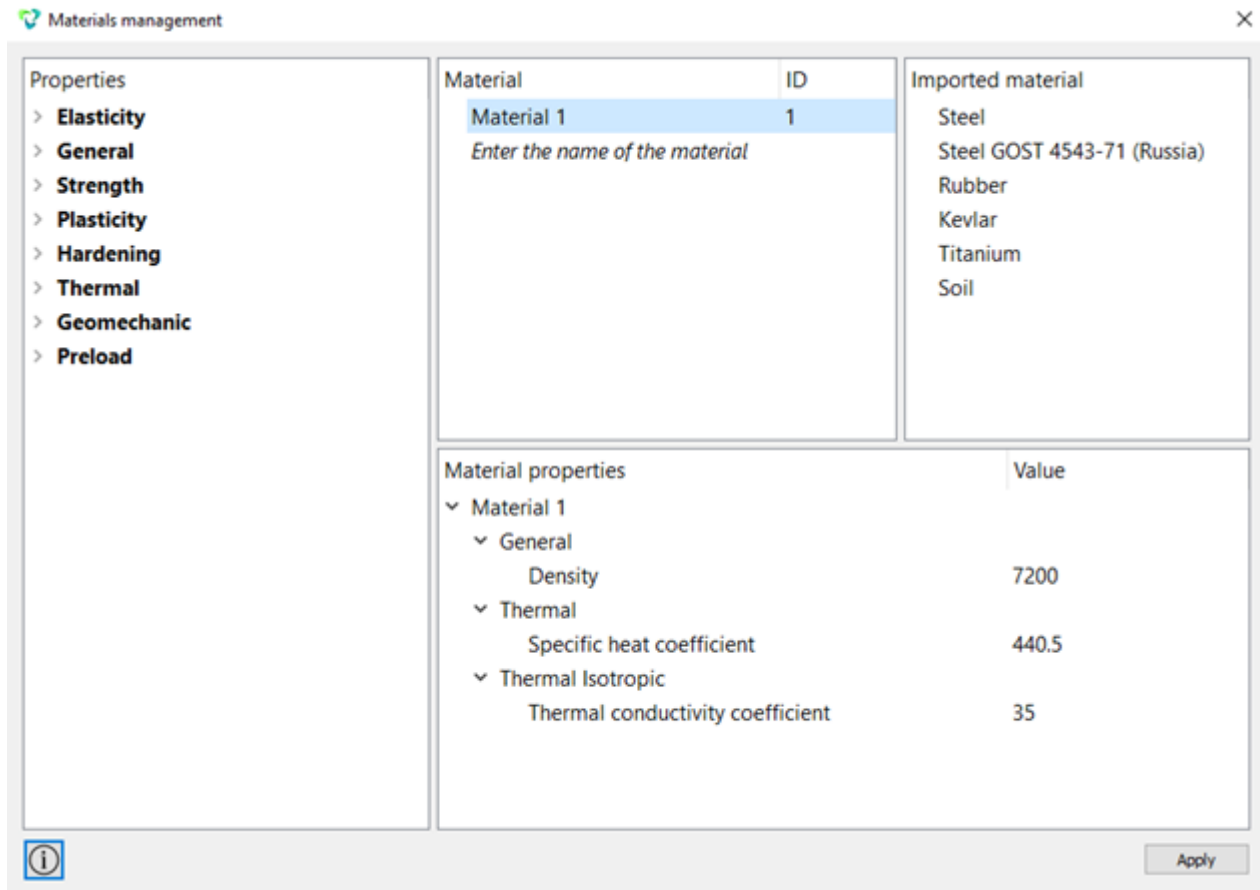 Materials management
Properties
Elasticity
General
Strength
Plasticity
Hardening
Thermal
Geomechanic
Preload
Material ID
Material 1 1
Enter the name of the material
Imported material
Steel
Steel GOST 4543-71 (Russia)
Rubber
Kevlar
Titanium
Soil
Material properties Value
Material 1
General
Density 7200
Thermal
Specific heat coefficient 440.5
Thermal Isotropic
Thermal conductivity coefficient 35
Apply